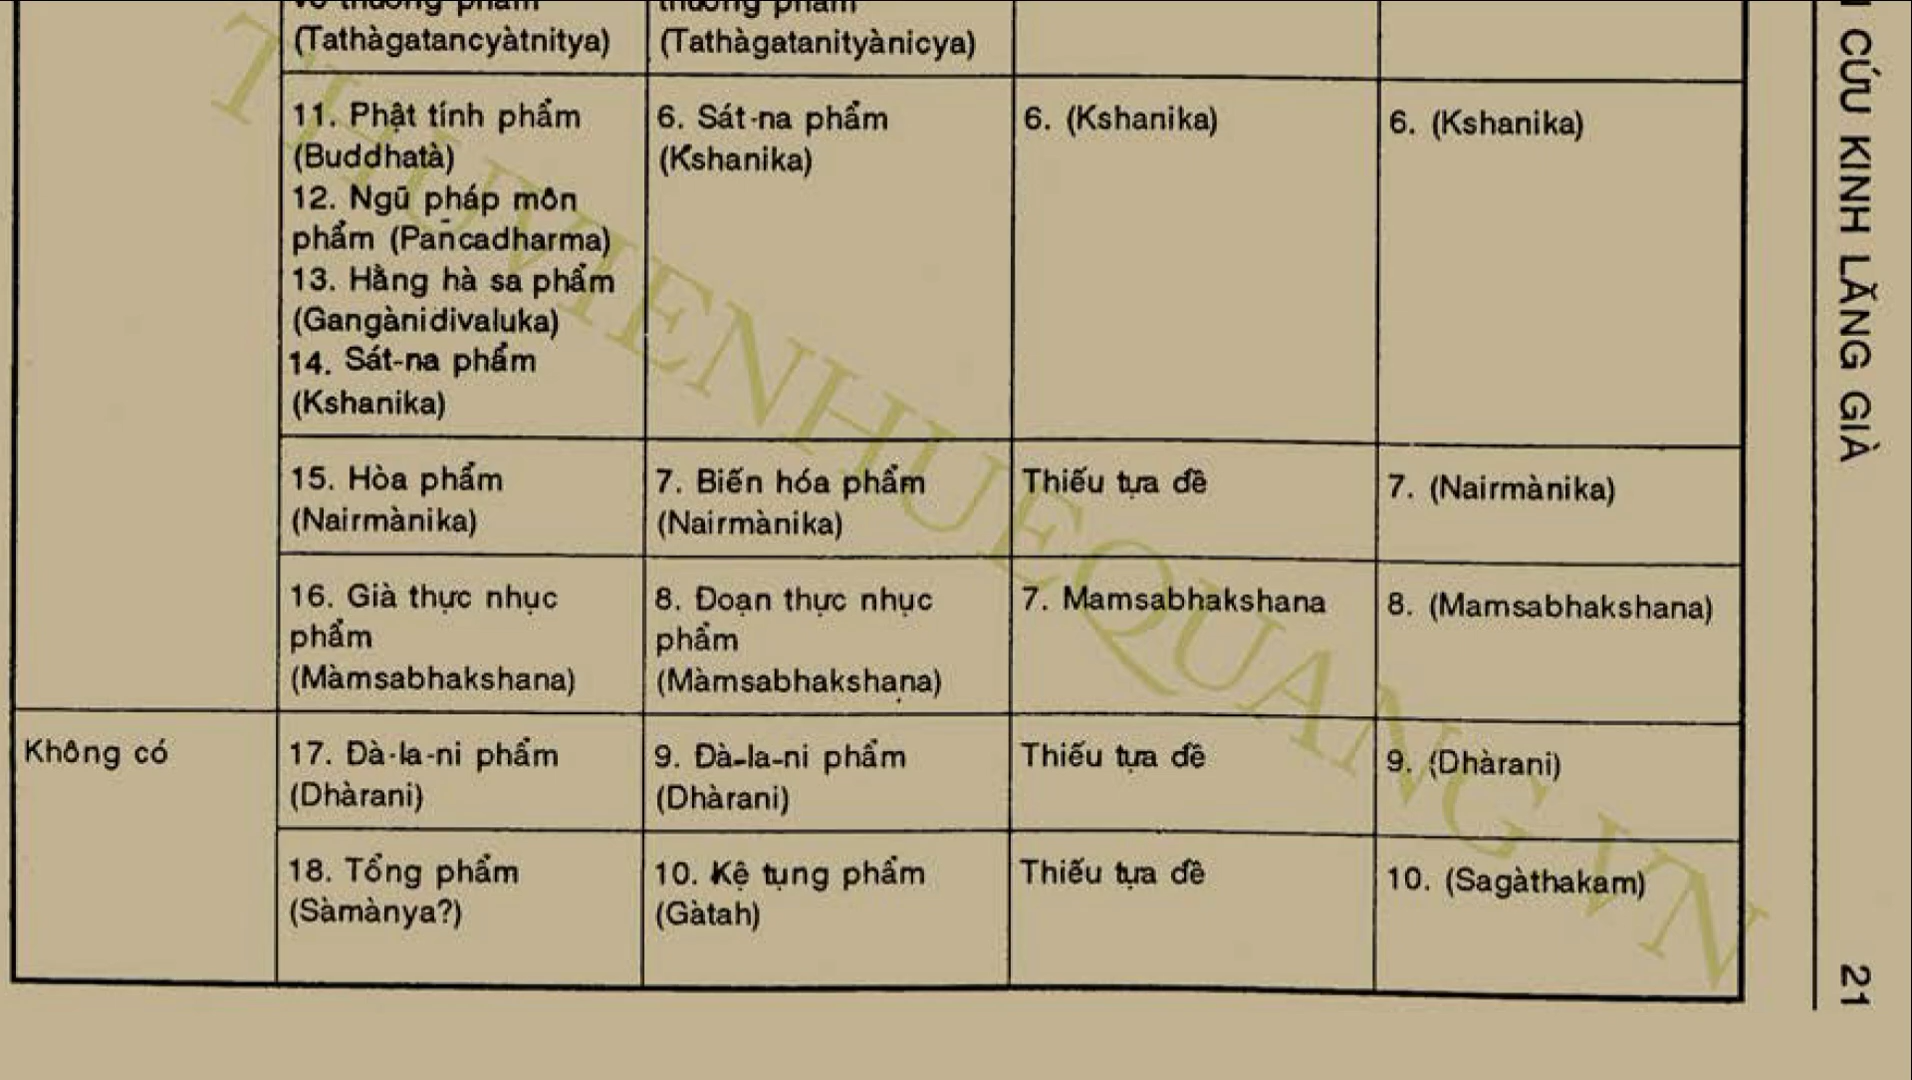 (Tathàgatancyàtnitya)
thường phẩm
(Tathàgatanityànicya)
11. Phật tính phẩm
(Buddhatà)
12. Ngũ pháp môn
phẩm (Pañcadharma)
13. Hằng hà sa phẩm
(Gangànidivaluka)
14. Sát-na phẩm
(Kshanika)
6. Sát-na phẩm
(Kshanika)
6. (Kshanika)
6. (Kshanika)
15. Hòa phẩm
(Nairmànika)
7. Biến hóa phẩm
(Nairmànika)
Thiếu tựa đề
7. (Nairmànika)
16. Già thực nhục
phẩm
(Màmsabhakshana)
8. Đoạn thực nhục
phẩm
(Màmsabhakshaṇa)
7. Mamsabhakshana
8. (Mamsabhakshana)
Không có
17. Đà-la-ni phẩm
(Dhàrani)
9. Đà-la-ni phẩm
(Dhàrani)
Thiếu tựa đề
9. (Dhàrani)
18. Tổng phẩm
(Sàmànya?)
10. Kệ tụng phẩm
(Gàtah)
Thiếu tựa đề
10. (Sagàthakam)
CỨU KINH LĂNG GIÀ
21
THUVIENHUEQUANG.VN